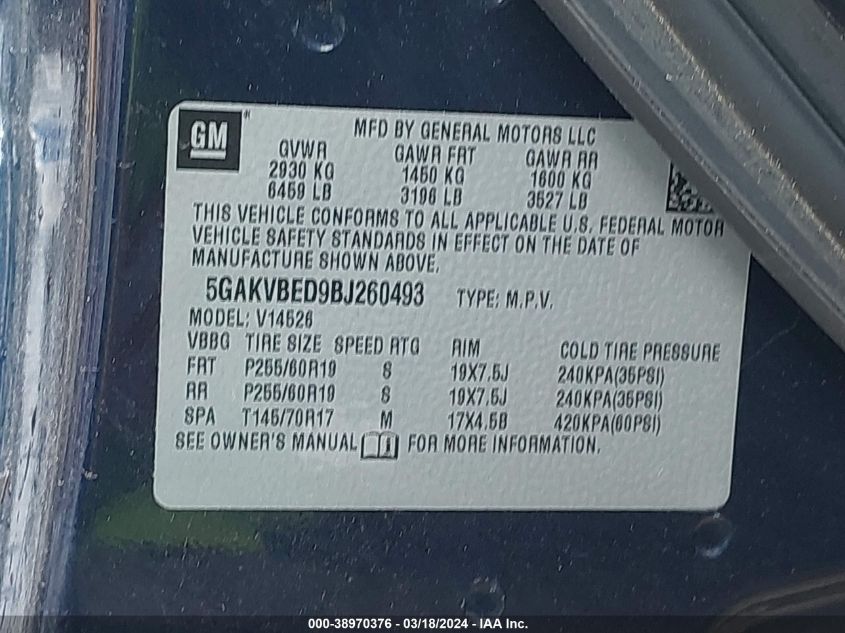 GM
MFD BY GENERAL MOTORS LLC
GVWR GAWR FRT GAWR RR
2930 KG 1450 KG 1600 KG
6459 LB 3196 LB 3527 LB
THIS VEHICLE CONFORMS TO ALL APPLICABLE U.S. FEDERAL MOTOR
VEHICLE SAFETY STANDARDS IN EFFECT ON THE DATE OF
MANUFACTURE SHOWN ABOVE.
5GAKVBED9BJ260493 TYPE: M.P.V.
MODEL: V14526
VBBG TIRE SIZE SPEED RTG RIM COLD TIRE PRESSURE
FRT P255/60R19 S 19X7.5J 240KPA(35PSI)
RR P255/60R19 S 19X7.5J 240KPA(35PSI)
SPA T145/70R17 M 17X4.5B 420KPA(60PSI)
SEE OWNER'S MANUAL FOR MORE INFORMATION.
000-38970376 - 03/18/2024 - IAA Inc.